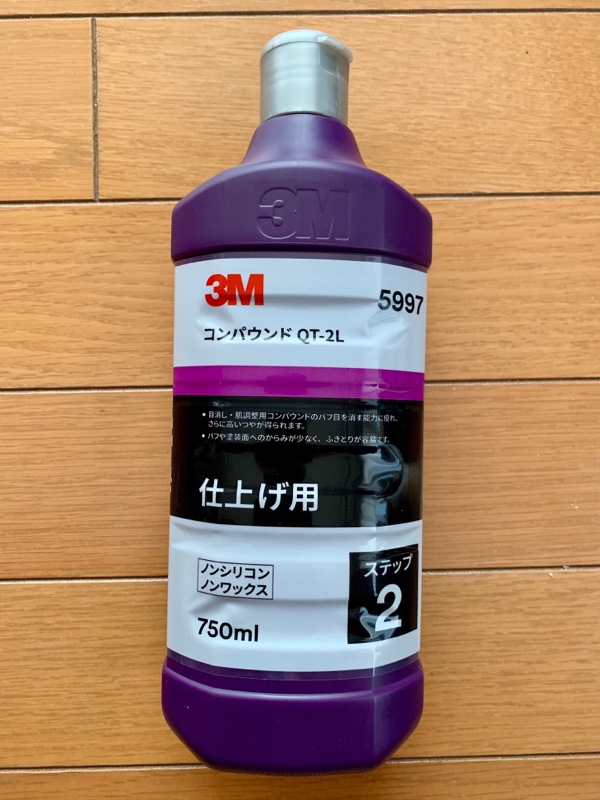 3M
3M
5997
コンパウンド QT-2L
● 目消し・肌調整用コンパウンドのバフ目を消す能力に優れ、
さらに高いつやが得られます。
● バフや塗装面へのからみが少なく、ふきとりが容易です。
仕上げ用
ノンシリコン
ノンワックス
ステップ
2
750ml